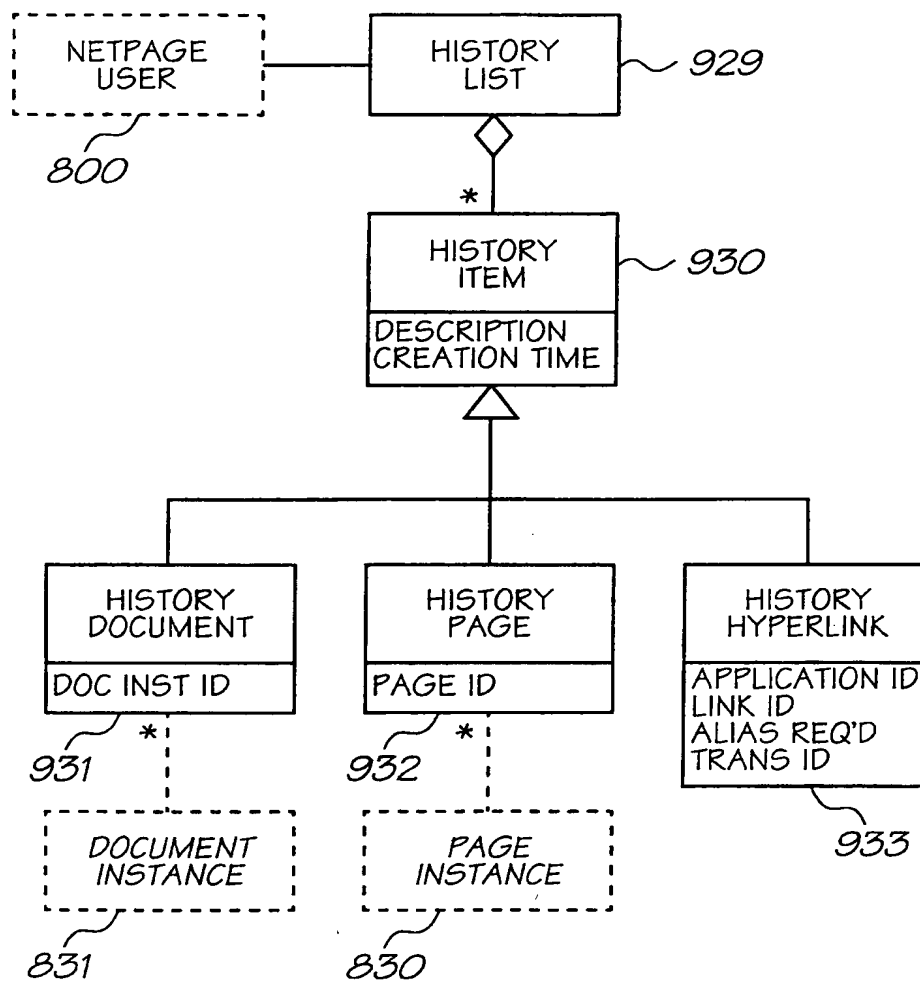 NETPAGE
USER
800
HISTORY
LIST
929
*
HISTORY
ITEM
930
DESCRIPTION
CREATION TIME
HISTORY
DOCUMENT
DOC INST ID
931
*
HISTORY
PAGE
PAGE ID
932
*
HISTORY
HYPERLINK
APPLICATION ID
LINK ID
ALIAS REQ'D
TRANS ID
933
DOCUMENT
INSTANCE
831
PAGE
INSTANCE
830